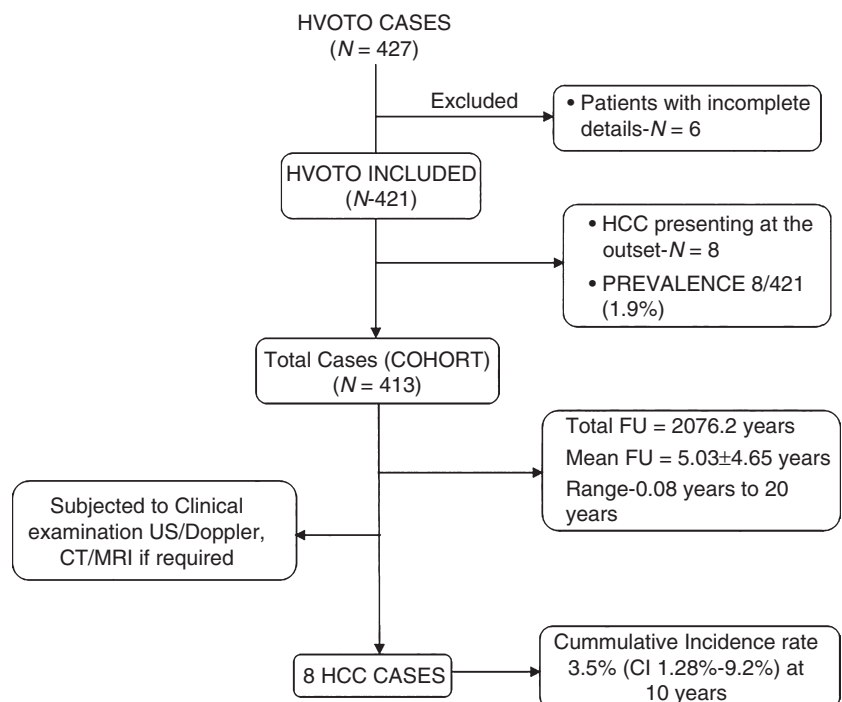 HVOTO CASES
(N = 427)
Excluded
• Patients with incomplete
details-N = 6
HVOTO INCLUDED
(N-421)
• HCC presenting at the
outset-N = 8
• PREVALENCE 8/421
(1.9%)
Total Cases (COHORT)
(N = 413)
Total FU = 2076.2 years
Mean FU = 5.03±4.65 years
Range-0.08 years to 20
years
Subjected to Clinical
examination US/Doppler,
CT/MRI if required
8 HCC CASES
Cummulative Incidence rate
3.5% (CI 1.28%-9.2%) at
10 years